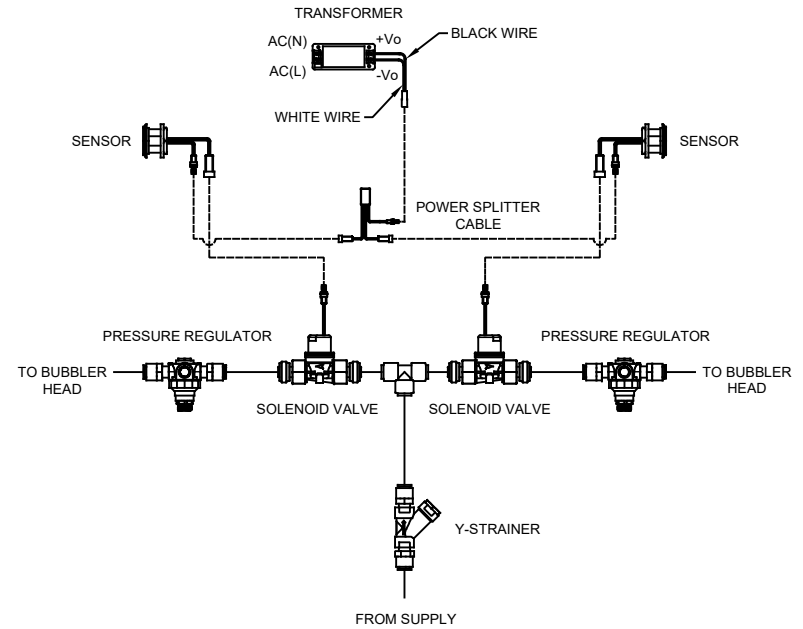 TRANSFORMER
AC(N)
+Vo
BLACK WIRE
AC(L)
-Vo
WHITE WIRE
SENSOR
SENSOR
POWER SPLITTER
CABLE
PRESSURE REGULATOR
PRESSURE REGULATOR
TO BUBBLER
HEAD
TO BUBBLER
HEAD
SOLENOID VALVE
SOLENOID VALVE
Y-STRAINER
FROM SUPPLY